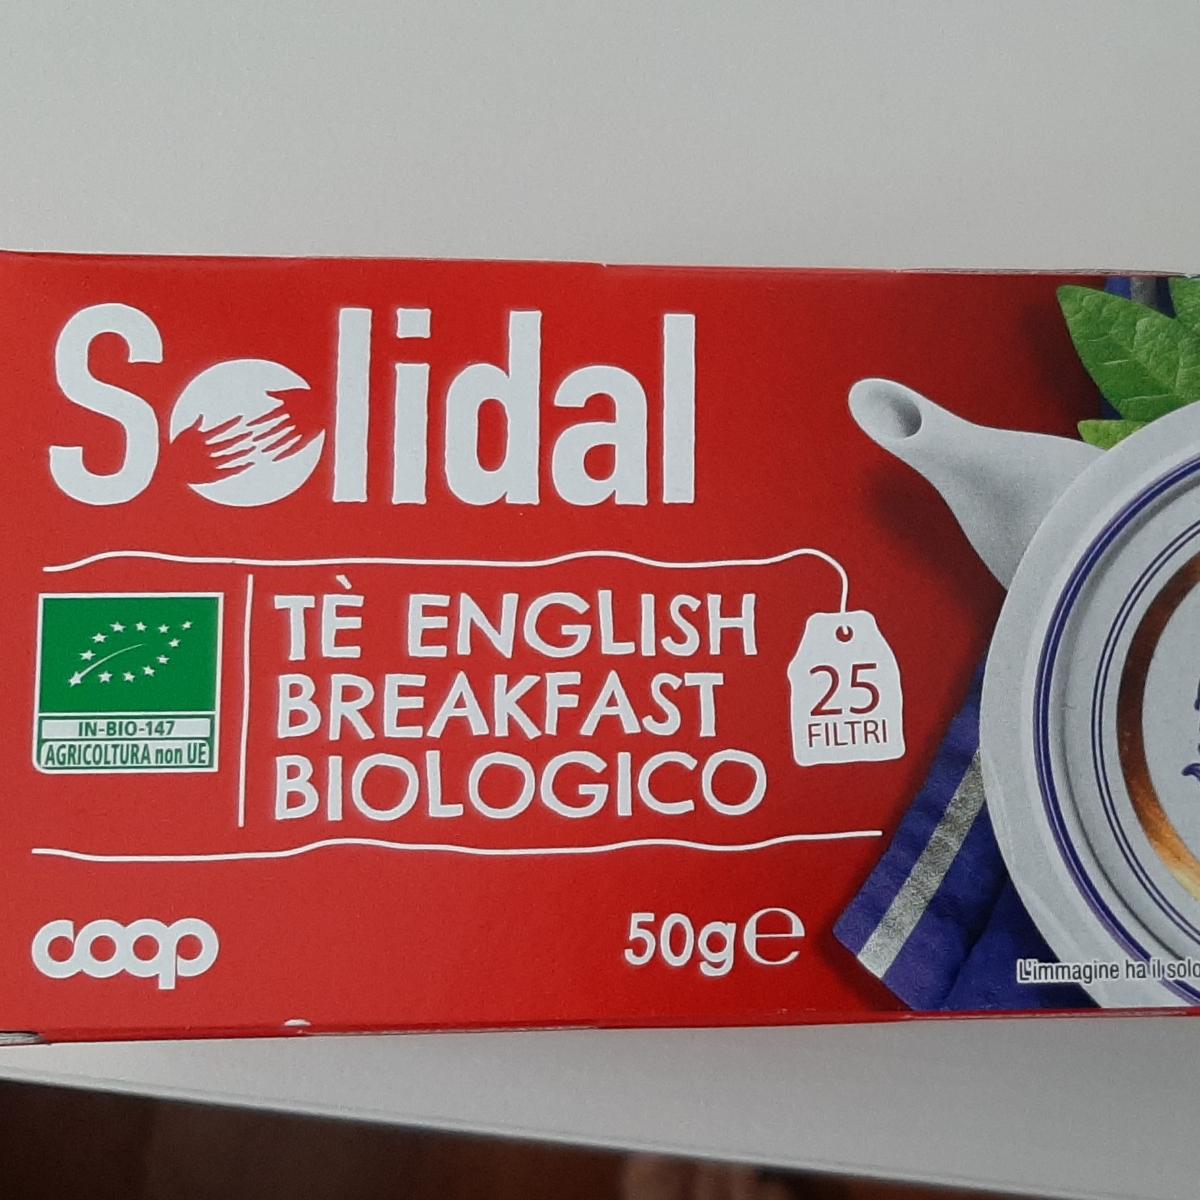 Solidal
TÈ ENGLISH
BREAKFAST
BIOLOGICO
25
FILTRI
IN-BIO-147
AGRICOLTURA non UE
coop
50g℮
L'immagine ha il solo